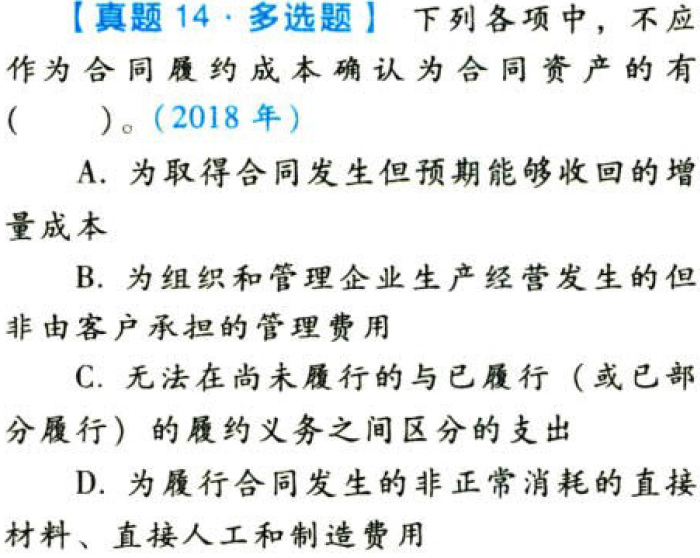 【真题 14·多选题】 下列各项中，不应
作为合同履约成本确认为合同资产的有
(　　)。(2018 年)
A. 为取得合同发生但预期能够收回的增
量成本
B. 为组织和管理企业生产经营发生的但
非由客户承担的管理费用
C. 无法在尚未履行的与已履行（或已部
分履行）的履约义务之间区分的支出
D. 为履行合同发生的非正常消耗的直接
材料、直接人工和制造费用